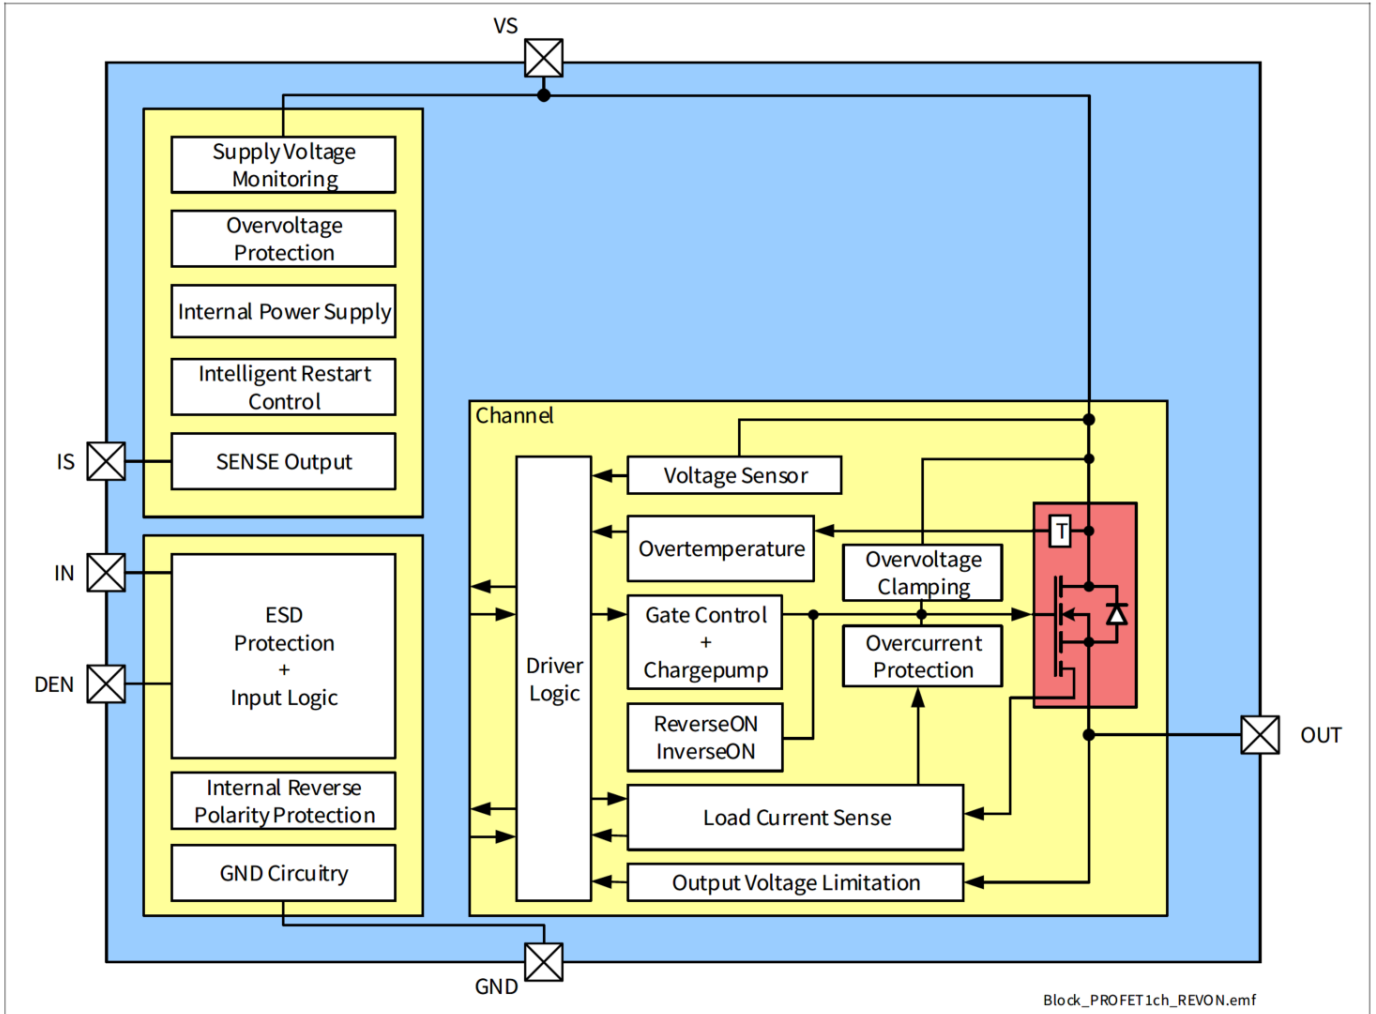 VS
Supply Voltage
Monitoring
Overvoltage
Protection
Internal Power Supply
Intelligent Restart
Control
IS
SENSE Output
IN
DEN
ESD
Protection
+
Input Logic
Internal Reverse
Polarity Protection
GND Circuitry
GND
Channel
Driver
Logic
Voltage Sensor
Overtemperature
Gate Control
+
Chargepump
ReverseON
InverseON
Overvoltage
Clamping
Overcurrent
Protection
T
Load Current Sense
Output Voltage Limitation
OUT
Block_PROFET1ch_REVON.emf